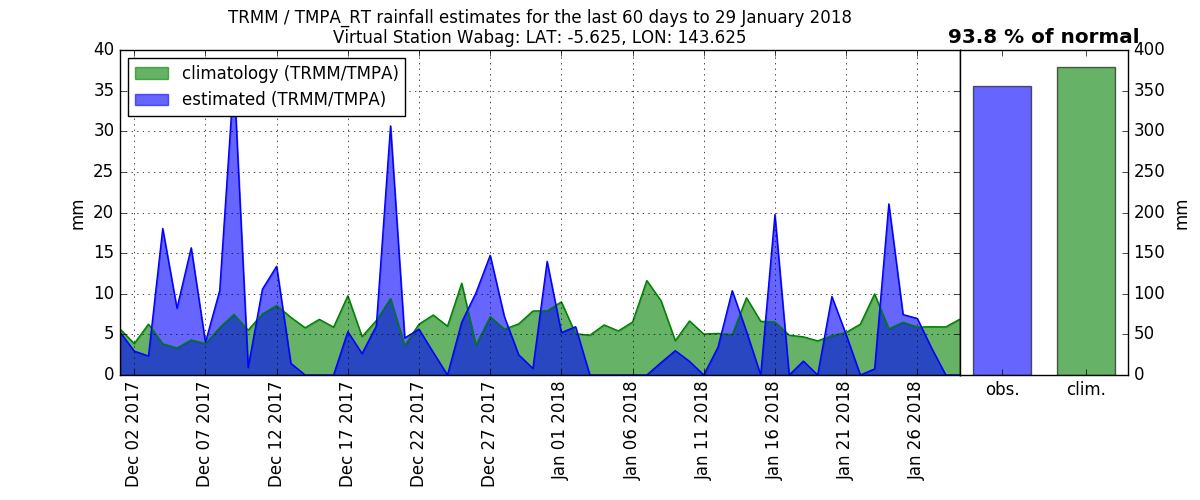 TRMM / TMPA_RT rainfall estimates for the last 60 days to 29 January 2018
Virtual Station Wabag: LAT: -5.625, LON: 143.625
93.8 % of normal
climatology (TRMM/TMPA)
estimated (TRMM/TMPA)
mm
40
35
30
25
20
15
10
5
0
Dec 02 2017
Dec 07 2017
Dec 12 2017
Dec 17 2017
Dec 22 2017
Dec 27 2017
Jan 01 2018
Jan 06 2018
Jan 11 2018
Jan 16 2018
Jan 21 2018
Jan 26 2018
obs.
clim.
400
350
300
250
200
150
100
50
0
mm